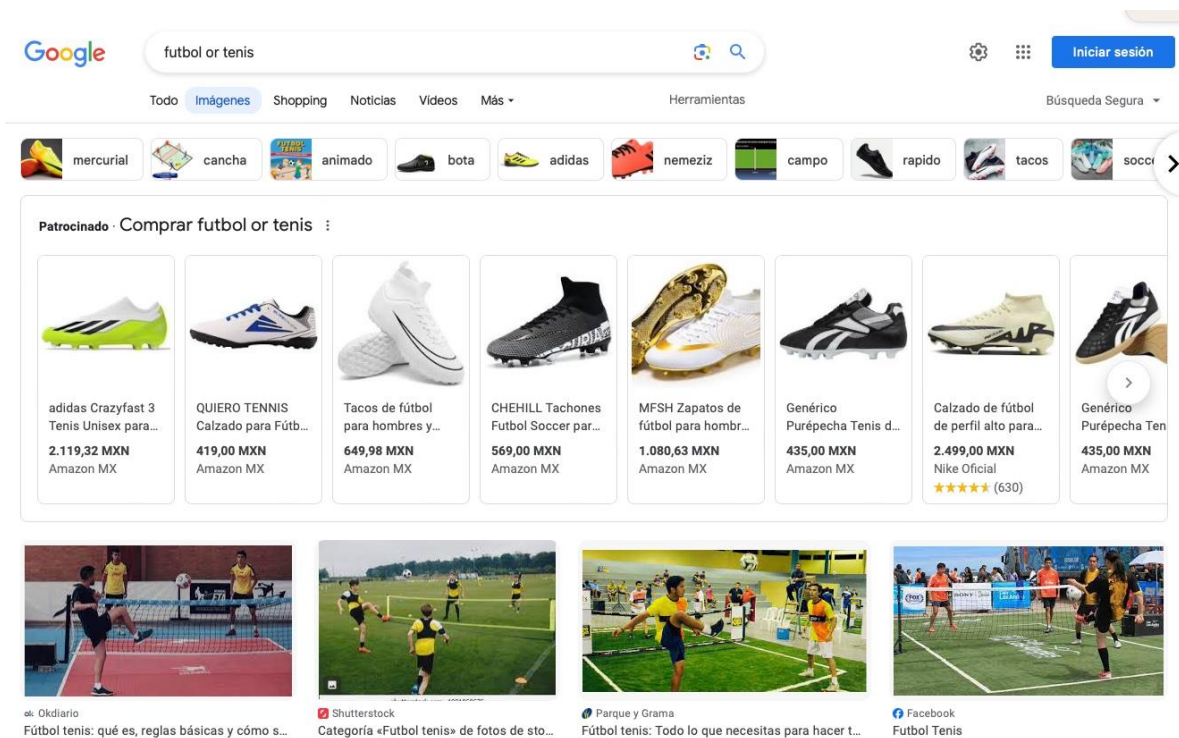 Google
futbol or tenis
Iniciar sesión
Todo Imágenes Shopping Noticias Vídeos Más
Herramientas
Búsqueda Segura
mercurial
cancha
FUTBOL
TENIS
animado
bota
adidas
nemeziz
campo
rapido
tacos
socce
Patrocinado · Comprar futbol or tenis
adidas Crazyfast 3
Tenis Unisex para...
2.119,32 MXN
Amazon MX
QUIERO TENNIS
Calzado para Fútb...
419,00 MXN
Amazon MX
Tacos de fútbol
para hombres y...
649,98 MXN
Amazon MX
CHEHILL Tachones
Futbol Soccer par...
569,00 MXN
Amazon MX
MFSH Zapatos de
fútbol para hombr...
1.080,63 MXN
Amazon MX
Genérico
Purépecha Tenis d...
435,00 MXN
Amazon MX
Calzado de fútbol
de perfil alto para...
2.499,00 MXN
Nike Oficial
(630)
Genérico
Purépecha Ten
435,00 MXN
Amazon MX
FOX
SONY
ok Okdiario
Fútbol tenis: qué es, reglas básicas y cómo s...
Shutterstock
Categoría «Futbol tenis» de fotos de sto...
Parque y Grama
Fútbol tenis: Todo lo que necesitas para hacer t...
Facebook
Futbol Tenis